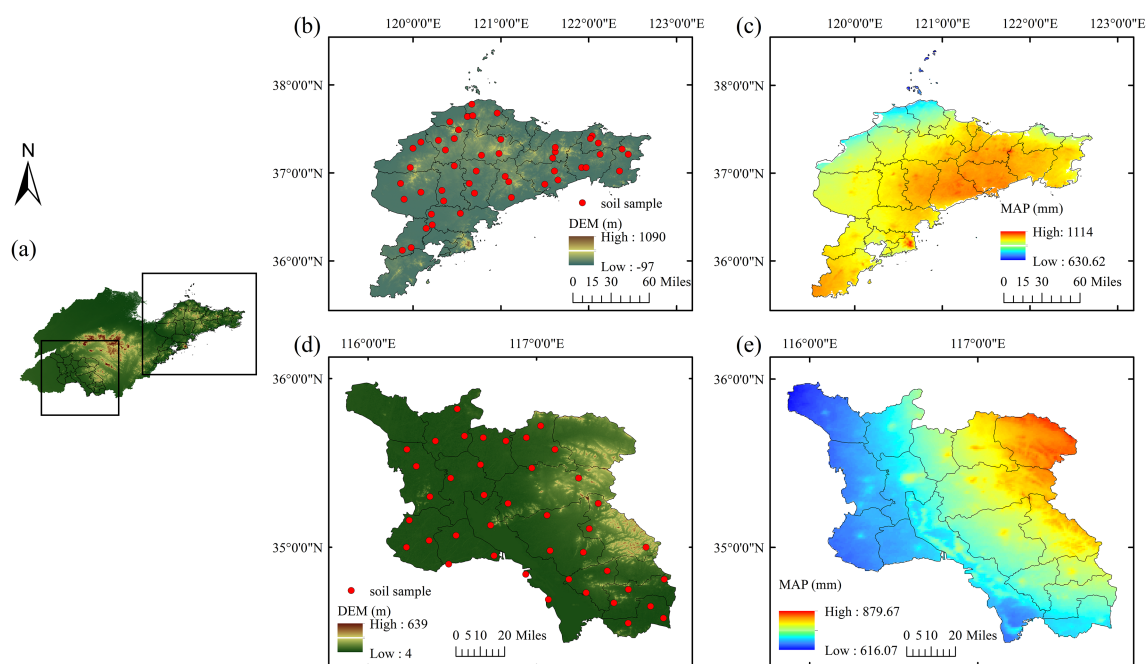 (b)
120°0'0"E 121°0'0"E 122°0'0"E 123°0'0"E
38°0'0"N
37°0'0"N
36°0'0"N
soil sample
DEM (m)
High : 1090
Low : -97
0 15 30 60 Miles
(c)
120°0'0"E 121°0'0"E 122°0'0"E 123°0'0"E
38°0'0"N
37°0'0"N
36°0'0"N
MAP (mm)
High: 1114
Low : 630.62
0 15 30 60 Miles
N
(a)
(d)
116°0'0"E 117°0'0"E
36°0'0"N
35°0'0"N
soil sample
DEM (m)
High : 639
Low : 4
0 5 10 20 Miles
(e)
116°0'0"E 117°0'0"E
36°0'0"N
35°0'0"N
MAP (mm)
High : 879.67
Low : 616.07
0 5 10 20 Miles